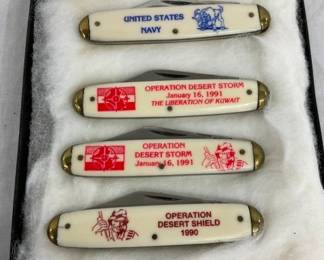 UNITED STATES
NAVY
OPERATION DESERT STORM
January 16, 1991
THE LIBERATION OF KUWAIT
OPERATION
DESERT STORM
January 16, 1991
OPERATION
DESERT SHIELD
1990